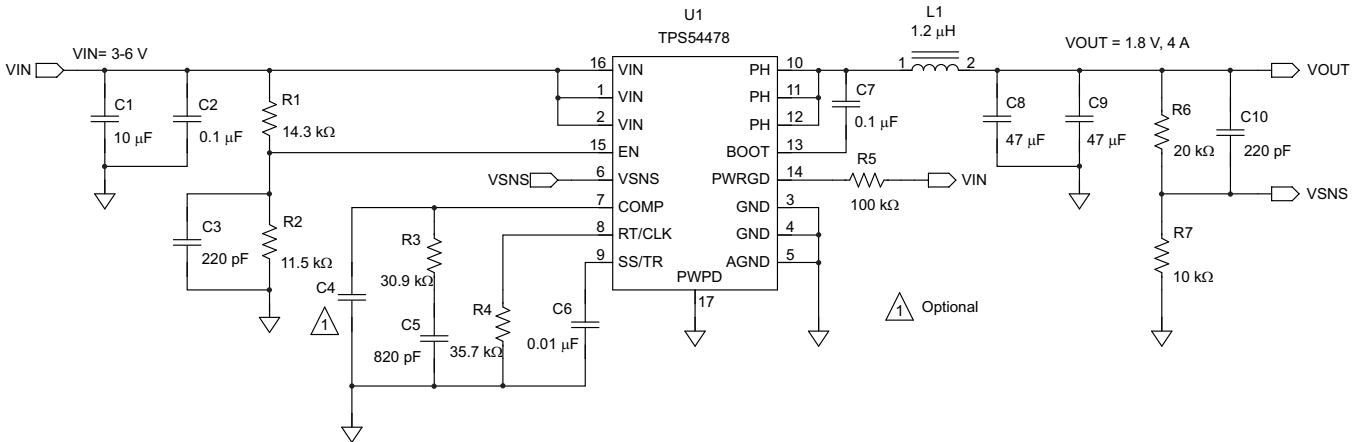 U1
TPS54478
L1
1.2 μH
VIN
VIN= 3-6 V
VOUT = 1.8 V, 4 A
VOUT
C1
10 μF
C2
0.1 μF
R1
14.3 kΩ
16 VIN
1 VIN
2 VIN
15 EN
6 VSNS
7 COMP
8 RT/CLK
9 SS/TR
PH 10
PH 11
PH 12
BOOT 13
PWRGD 14
GND 3
GND 4
AGND 5
PWPD
17
1 2
C7
0.1 μF
C8
47 μF
C9
47 μF
R6
20 kΩ
C10
220 pF
VSNS
R5
100 kΩ
VIN
VSNS
C3
220 pF
R2
11.5 kΩ
R3
30.9 kΩ
C4
1
C5
820 pF
R4
35.7 kΩ
C6
0.01 μF
R7
10 kΩ
1 Optional